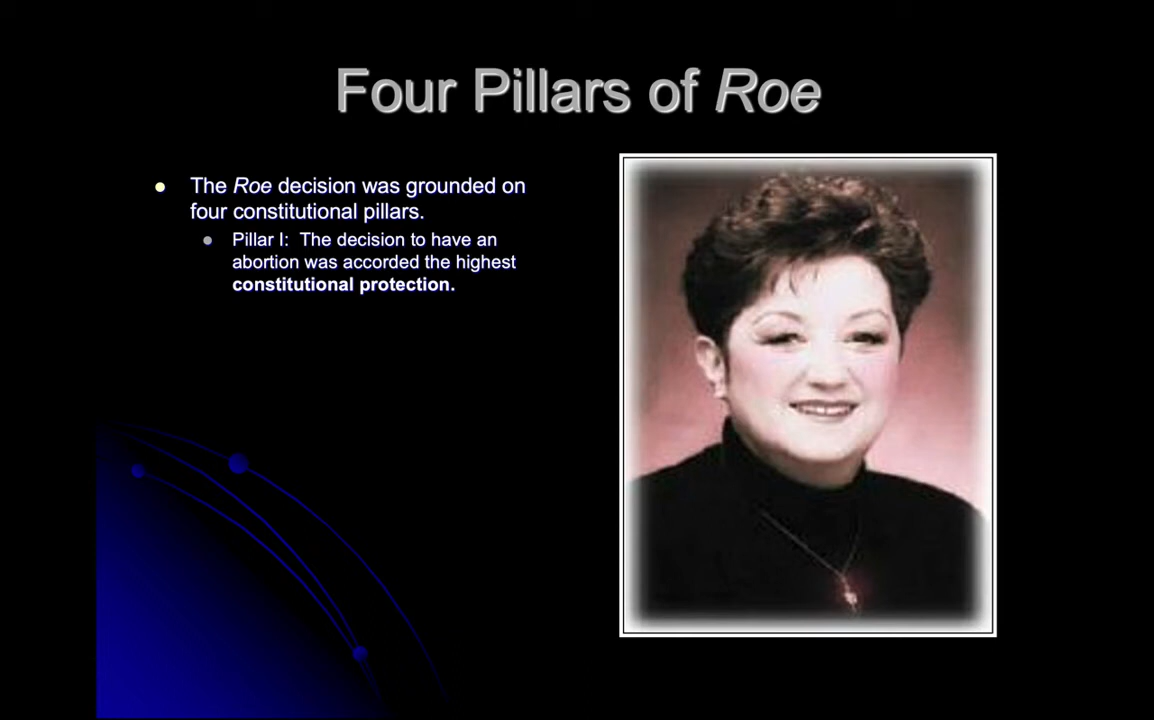 Four Pillars of Roe
The Roe decision was grounded on
four constitutional pillars.
Pillar I:  The decision to have an
abortion was accorded the highest
constitutional protection.